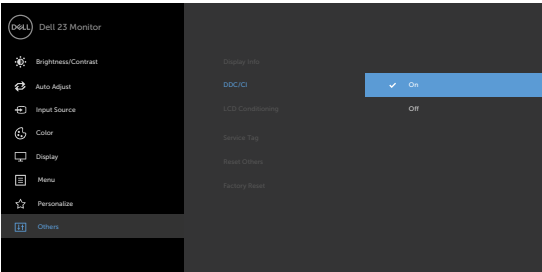 DELL Dell 23 Monitor
Brightness/Contrast
Auto Adjust
Input Source
Color
Display
Menu
Personalize
Others
Display Info
DDC/CI
LCD Conditioning
Service Tag
Reset Others
Factory Reset
On
Off